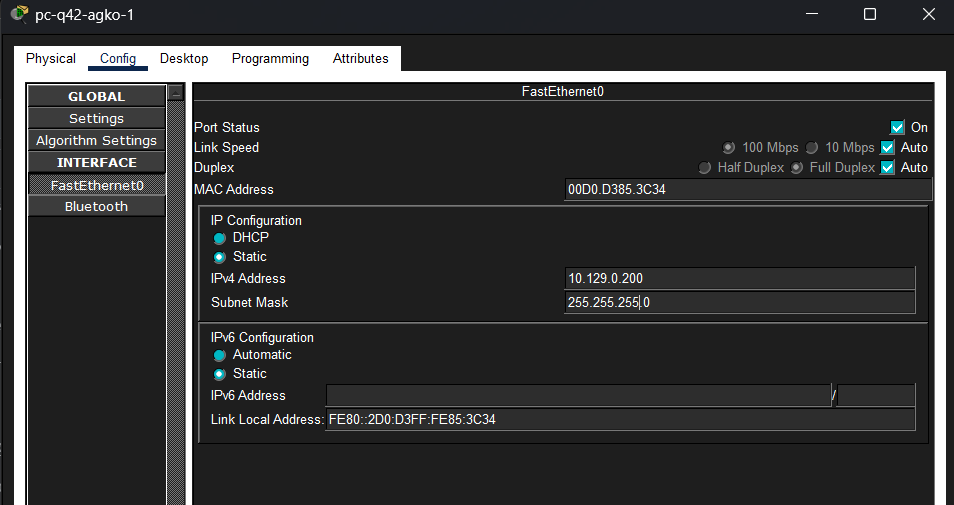 pc-q42-agko-1
Physical Config Desktop Programming Attributes
GLOBAL
Settings
Algorithm Settings
INTERFACE
FastEthernet0
Bluetooth
FastEthernet0
Port Status On
Link Speed 100 Mbps 10 Mbps Auto
Duplex Half Duplex Full Duplex Auto
MAC Address 00D0.D385.3C34
IP Configuration
DHCP
Static
IPv4 Address 10.129.0.200
Subnet Mask 255.255.255.0
IPv6 Configuration
Automatic
Static
IPv6 Address /
Link Local Address: FE80::2D0:D3FF:FE85:3C34